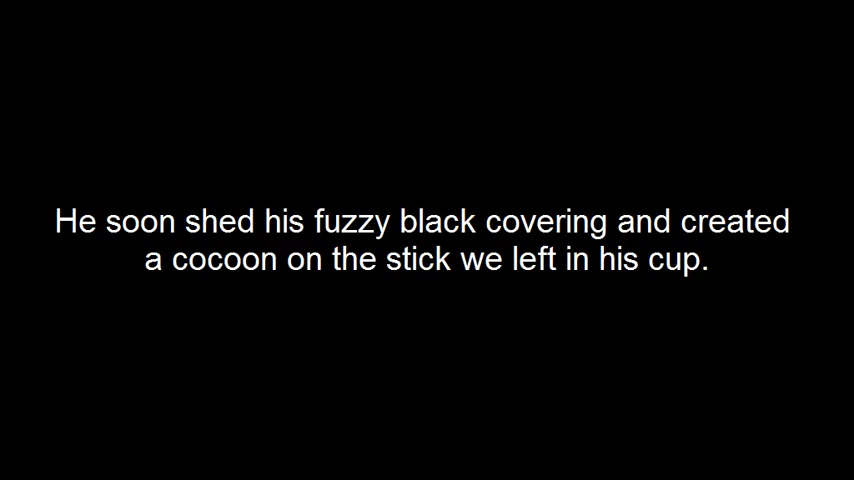 He soon shed his fuzzy black covering and created
a cocoon on the stick we left in his cup.